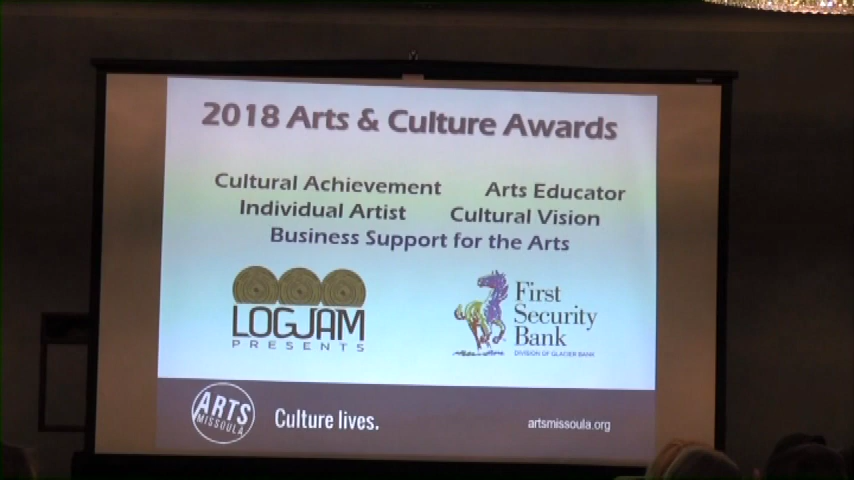 2018 Arts & Culture Awards
Cultural Achievement Arts Educator
Individual Artist Cultural Vision
Business Support for the Arts
LOGJAM
PRESENTS
First
Security
Bank
DIVISION OF GLACIER BANK
ARTS
MISSOULA
Culture lives.
artsmissoula.org